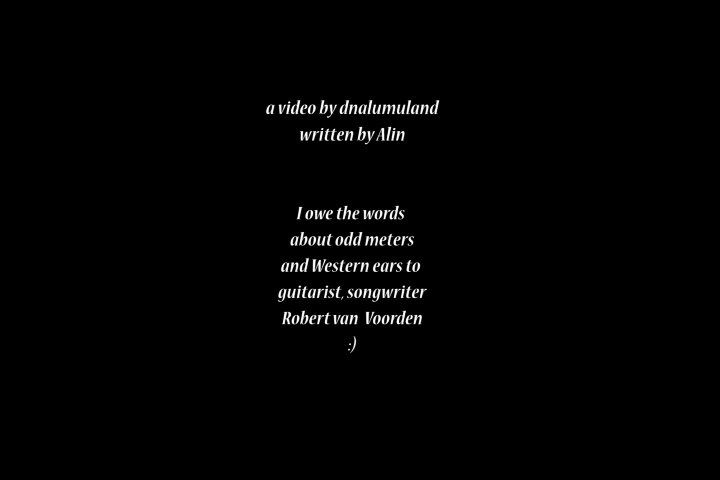 a video by dnalumuland
written by Alin
I owe the words
about odd meters
and Western ears to
guitarist, songwriter
Robert van Voorden
:)